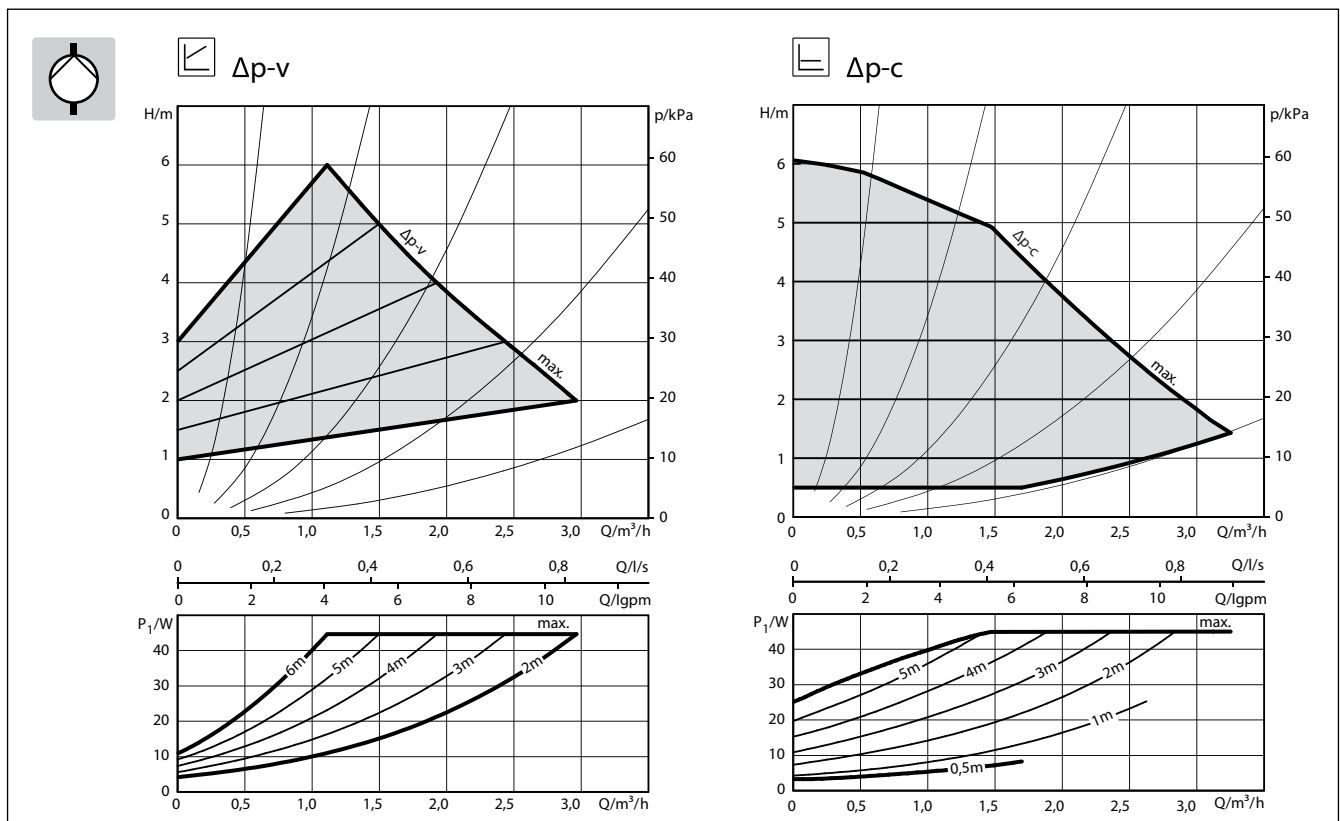 Δp-v
H/m
p/kPa
6
5
4
3
2
1
0
60
50
40
30
20
10
0
Δp-v
max.
0 0,5 1,0 1,5 2,0 2,5 3,0 Q/m³/h
0 0,2 0,4 0,6 0,8 Q/l/s
0 2 4 6 8 10 Q/Igpm
P₁/W
40
30
20
10
0
max.
6m
5m
4m
3m
2m
0 0,5 1,0 1,5 2,0 2,5 3,0 Q/m³/h
Δp-c
H/m
p/kPa
6
5
4
3
2
1
0
60
50
40
30
20
10
0
Δp-c
max.
0 0,5 1,0 1,5 2,0 2,5 3,0 Q/m³/h
0 0,2 0,4 0,6 0,8 Q/l/s
0 2 4 6 8 10 Q/Igpm
P₁/W
40
30
20
10
0
max.
5m
4m
3m
2m
1m
0,5m
0 0,5 1,0 1,5 2,0 2,5 3,0 Q/m³/h